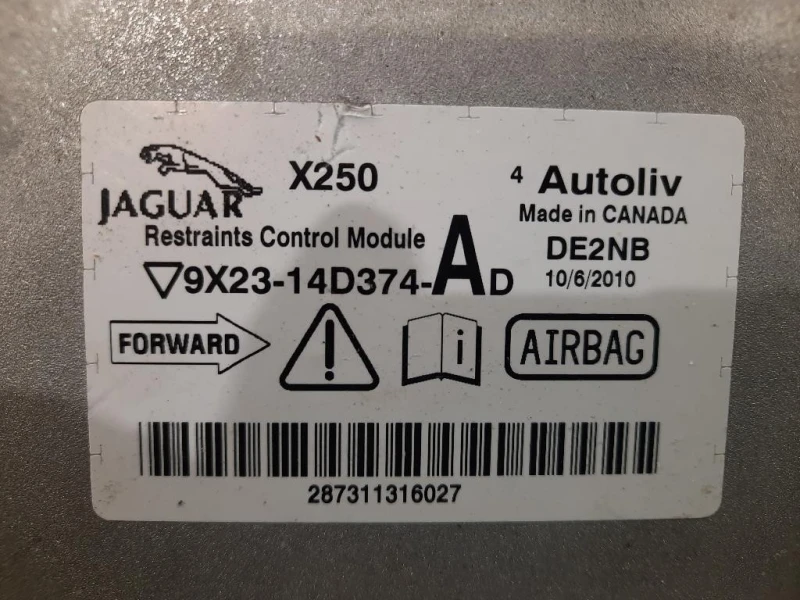 JAGUAR
X250
4 Autoliv
Made in CANADA
Restraints Control Module
DE2NB
9X23-14D374-AD
10/6/2010
FORWARD
i
AIRBAG
287311316027